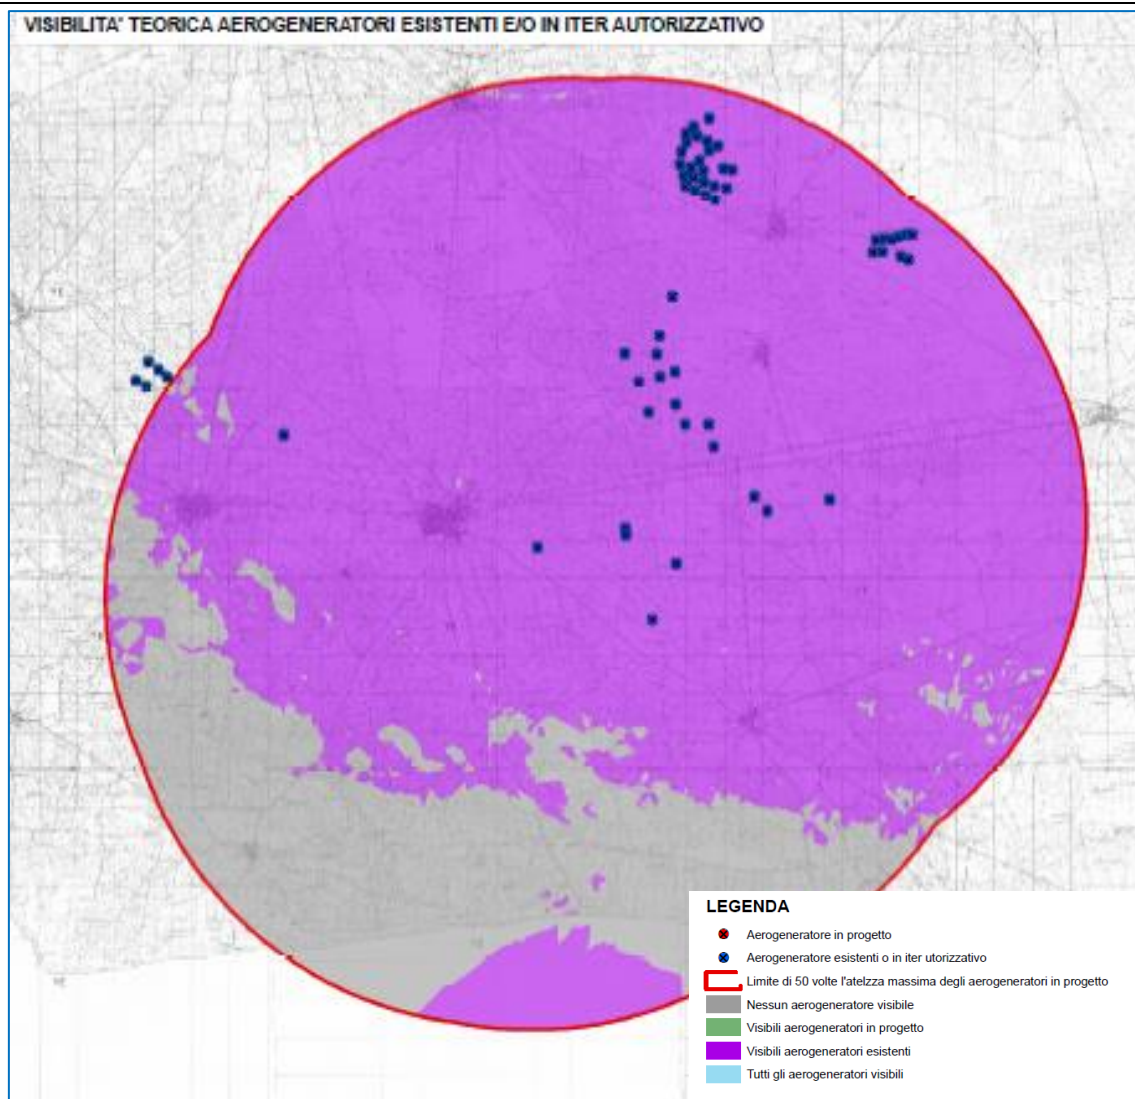 VISIBILITA' TEORICA AEROGENERATORI ESISTENTI E/O IN ITER AUTORIZZATIVO
LEGENDA
Aerogeneratore in progetto
Aerogeneratore esistenti o in iter utorizzativo
Limite di 50 volte l'atelzza massima degli aerogeneratori in progetto
Nessun aerogeneratore visibile
Visibili aerogeneratori in progetto
Visibili aerogeneratori esistenti
Tutti gli aerogeneratori visibili